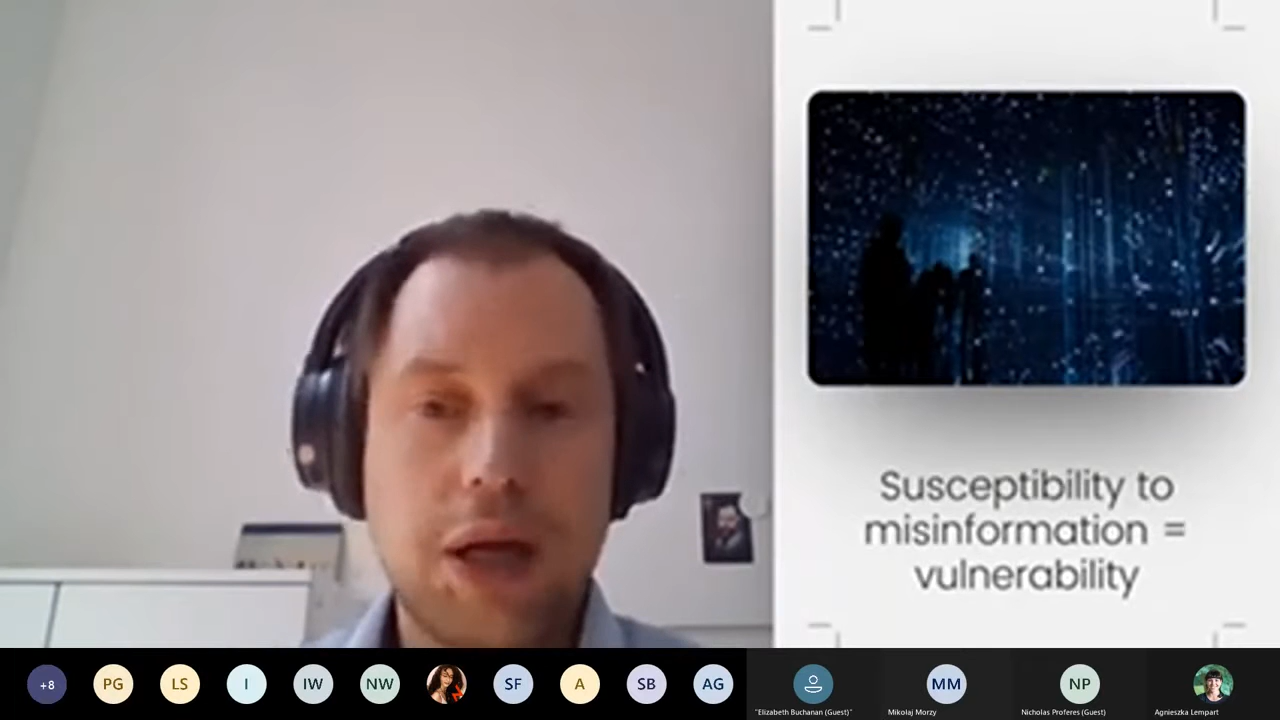 Susceptibility to
misinformation =
vulnerability
+8
PG
LS
I
IW
NW
SF
A
SB
AG
MM
NP
"Elizabeth Buchanan (Guest)"
Mikołaj Morzy
Nicholas Proferes (Guest)
Agnieszka Lempart